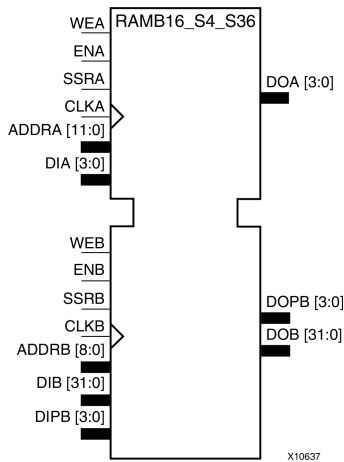 RAMB16_S4_S36
WEA
ENA
SSRA
CLKA
ADDRA [11:0]
DIA [3:0]
DOA [3:0]
WEB
ENB
SSRB
CLKB
ADDRB [8:0]
DIB [31:0]
DIPB [3:0]
DOPB [3:0]
DOB [31:0]
X10637